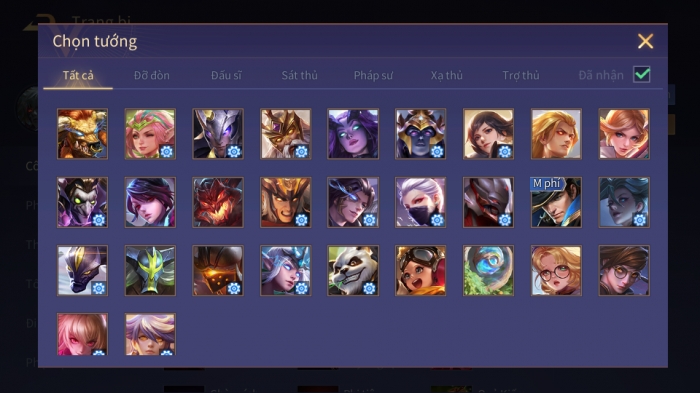 Trang bị
Chọn tướng
Tất cả Đỡ đòn Đấu sĩ Sát thủ Pháp sư Xạ thủ Trợ thủ Đã nhận
M phí